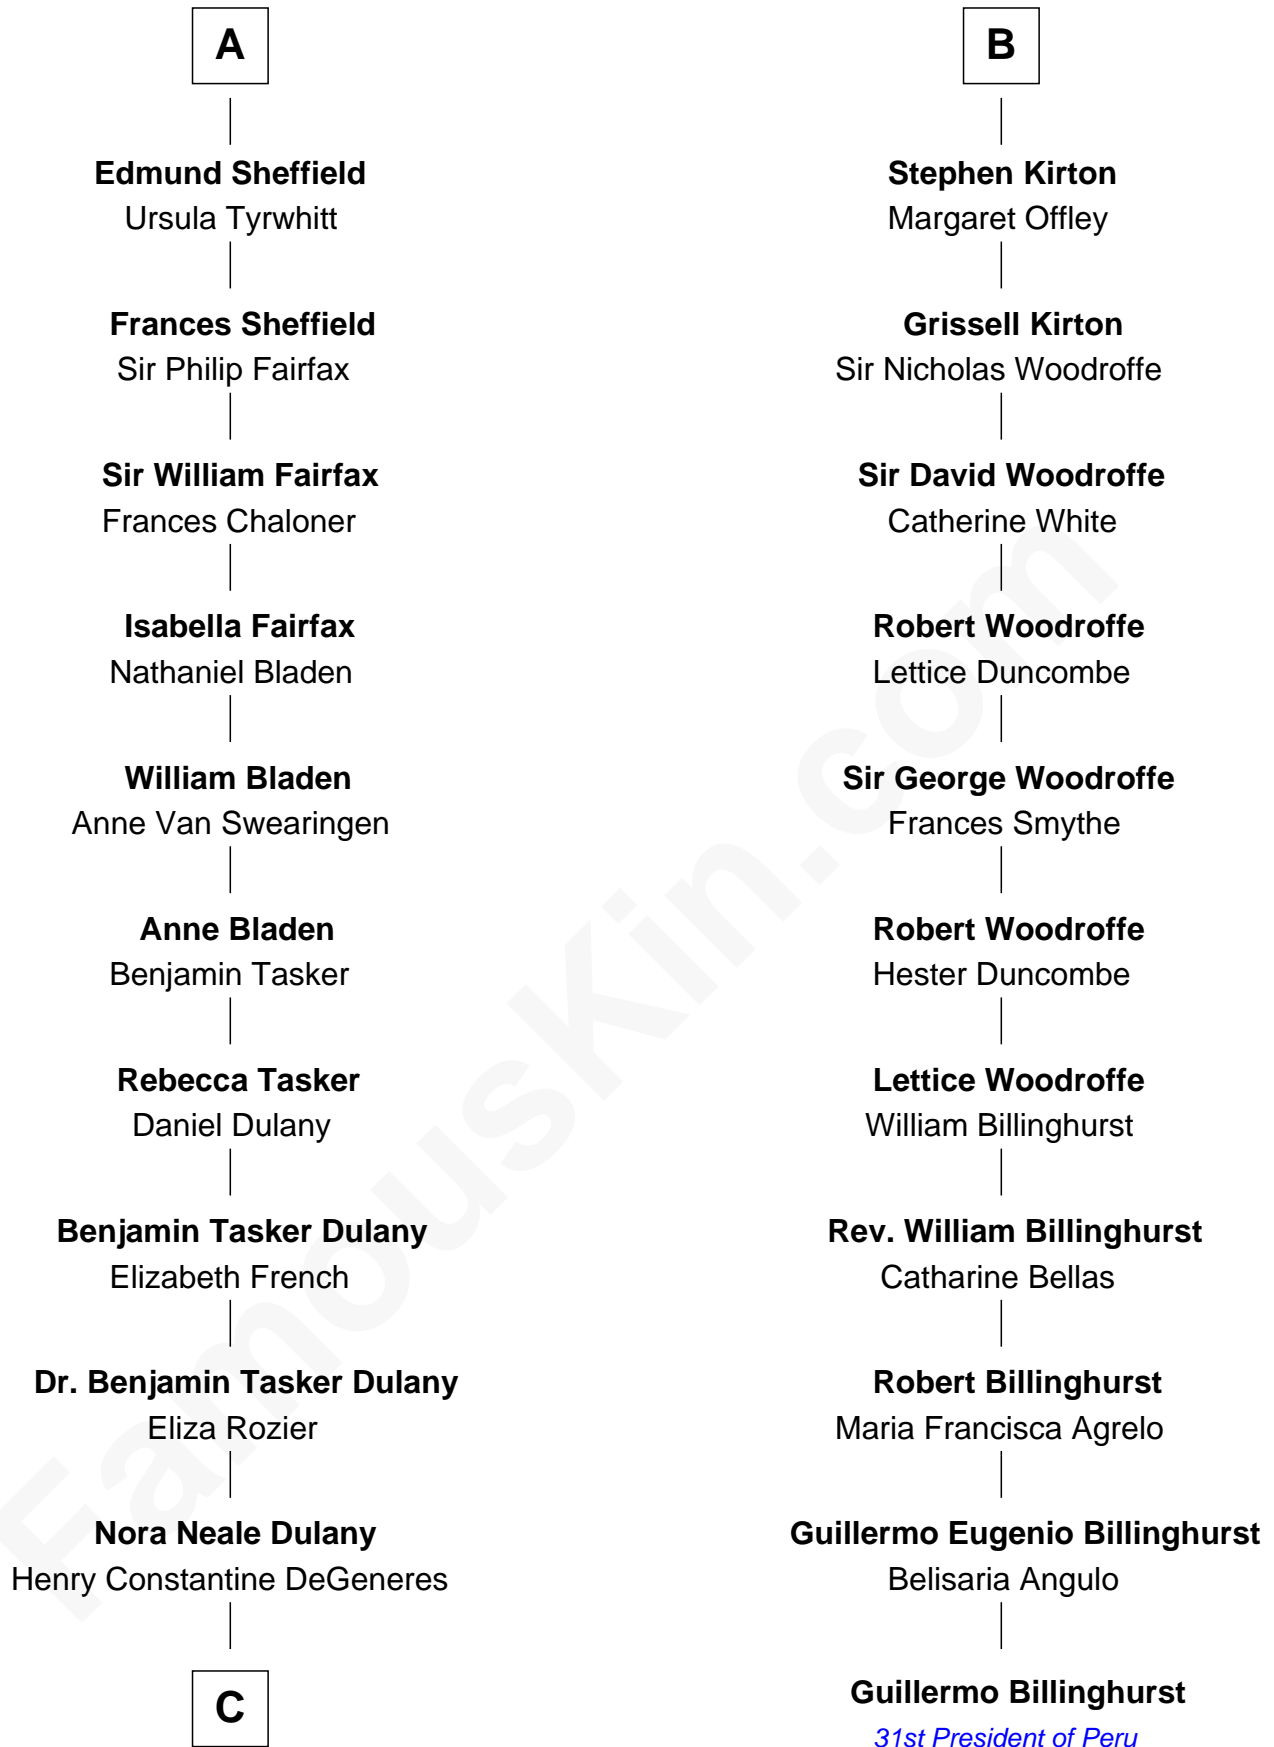 A
Edmund Sheffield
Ursula Tyrwhitt
Frances Sheffield
Sir Philip Fairfax
Sir William Fairfax
Frances Chaloner
Isabella Fairfax
Nathaniel Bladen
William Bladen
Anne Van Swearingen
Anne Bladen
Benjamin Tasker
Rebecca Tasker
Daniel Dulany
Benjamin Tasker Dulany
Elizabeth French
Dr. Benjamin Tasker Dulany
Eliza Rozier
Nora Neale Dulany
Henry Constantine DeGeneres
C
B
Stephen Kirton
Margaret Offley
Grissell Kirton
Sir Nicholas Woodroffe
Sir David Woodroffe
Catherine White
Robert Woodroffe
Lettice Duncombe
Sir George Woodroffe
Frances Smythe
Robert Woodroffe
Hester Duncombe
Lettice Woodroffe
William Billinghurst
Rev. William Billinghurst
Catharine Bellas
Robert Billinghurst
Maria Francisca Agrelo
Guillermo Eugenio Billinghurst
Belisaria Angulo
Guillermo Billinghurst
31st President of Peru
FamousKin.com